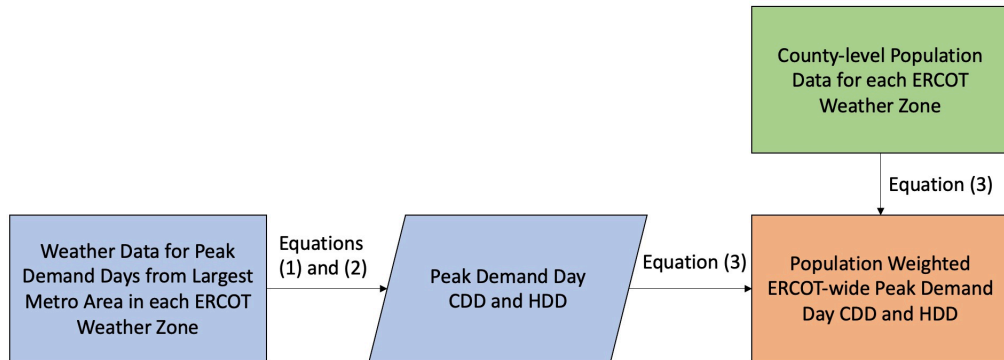 County-level Population
Data for each ERCOT
Weather Zone
Equation (3)
Weather Data for Peak
Demand Days from Largest
Metro Area in each ERCOT
Weather Zone
Equations
(1) and (2)
Peak Demand Day
CDD and HDD
Equation (3)
Population Weighted
ERCOT-wide Peak Demand
Day CDD and HDD